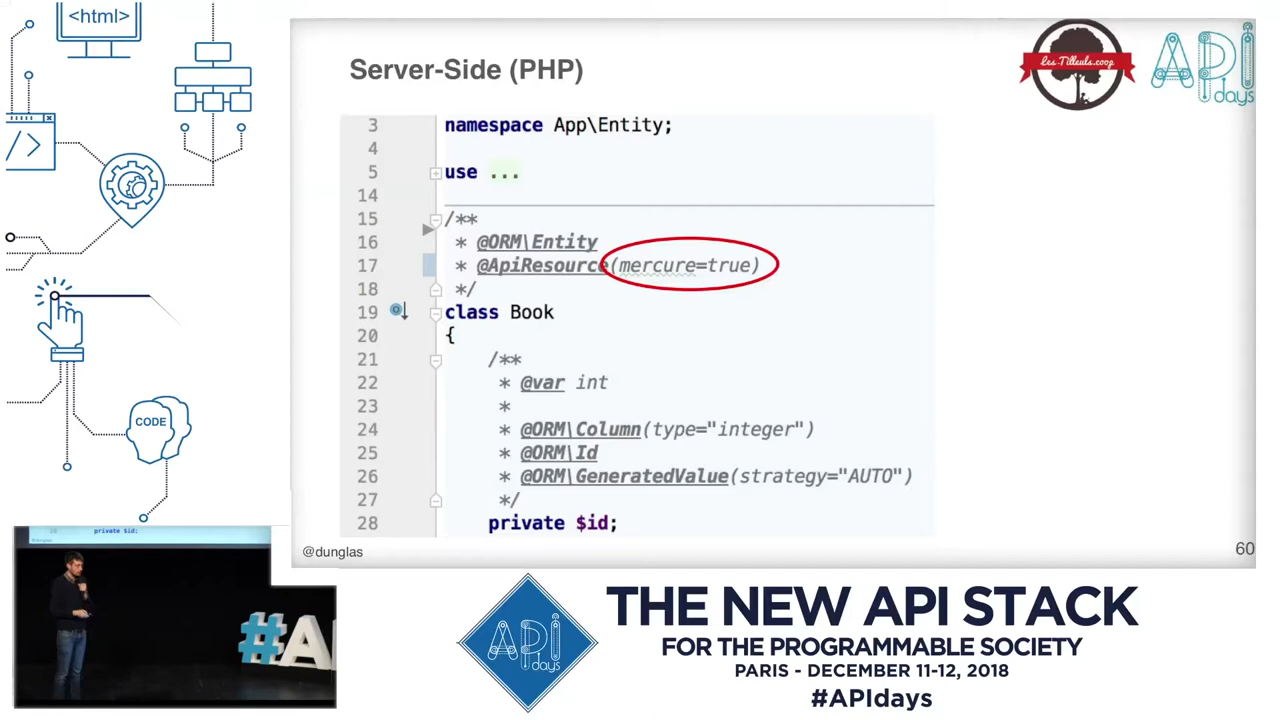 <html>
</>
CODE
Server-Side (PHP)
Les-Tilleuls.coop
API
days
3 namespace App\Entity;
4
5 use ...
14
15 /**
16 * @ORM\Entity
17 * @ApiResource(mercure=true)
18 */
19 class Book
20 {
21 /**
22 * @var int
23 *
24 * @ORM\Column(type="integer")
25 * @ORM\Id
26 * @ORM\GeneratedValue(strategy="AUTO")
27 */
28 private $id;
@dunglas
60
private $id;
#A
API
days
THE NEW API STACK
FOR THE PROGRAMMABLE SOCIETY
PARIS - DECEMBER 11-12, 2018
#APIdays